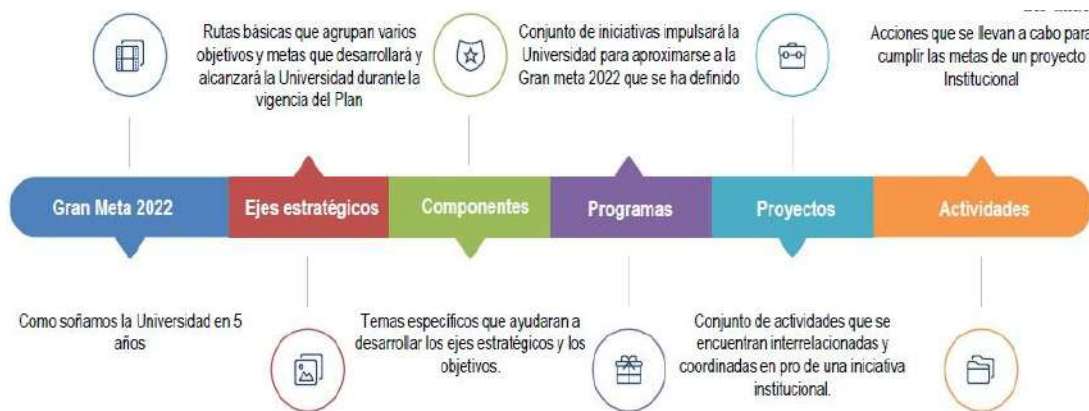 Rutas básicas que agrupan varios
objetivos y metas que desarrollará y
alcanzará la Universidad durante la
vigencia del Plan
Conjunto de iniciativas impulsará la
Universidad para aproximarse a la
Gran meta 2022 que se ha definido
Acciones que se llevan a cabo para
cumplir las metas de un proyecto
Institucional
Gran Meta 2022
Ejes estratégicos
Componentes
Programas
Proyectos
Actividades
Como soñamos la Universidad en 5
años
Temas específicos que ayudaran a
desarrollar los ejes estratégicos y los
objetivos.
Conjunto de actividades que se
encuentran interrelacionadas y
coordinadas en pro de una iniciativa
institucional.